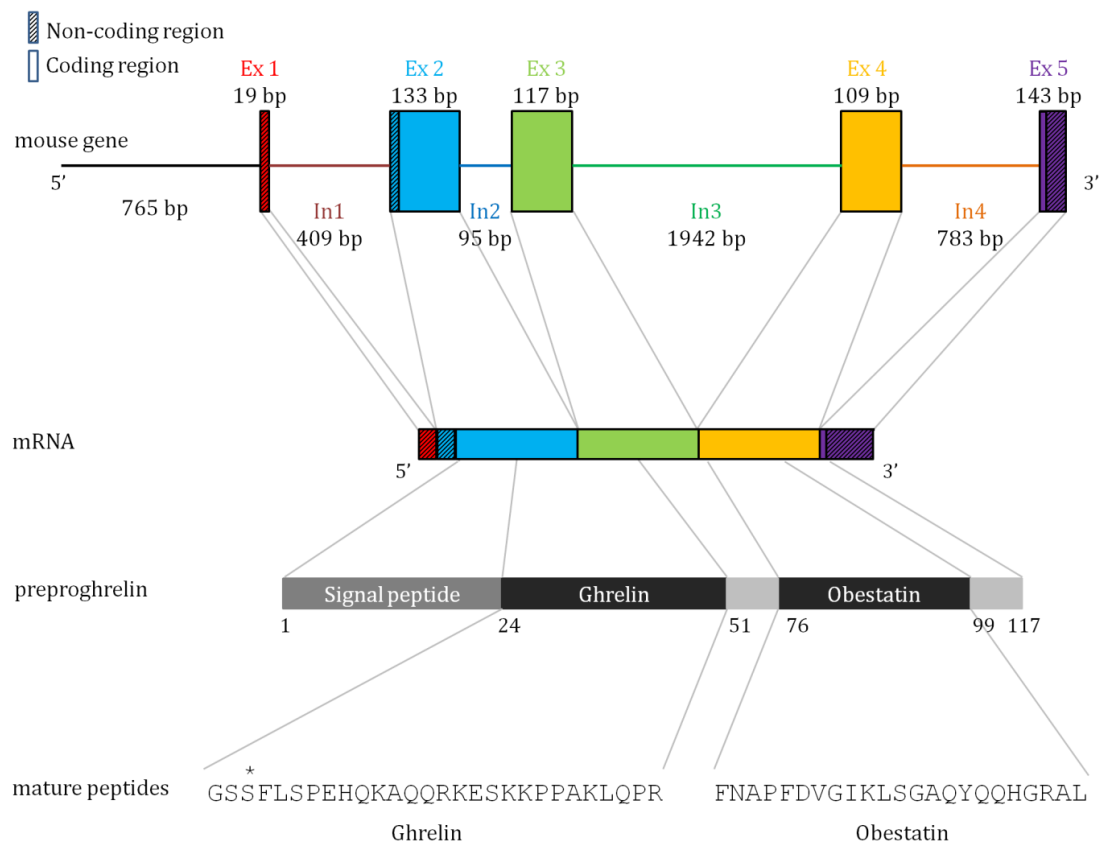 Non-coding region
Coding region
Ex 1
19 bp
Ex 2
133 bp
Ex 3
117 bp
Ex 4
109 bp
Ex 5
143 bp
mouse gene
5’
3’
765 bp
In1
409 bp
In2
95 bp
In3
1942 bp
In4
783 bp
mRNA
5’
3’
preproghrelin
Signal peptide
Ghrelin
Obestatin
1
24
51
76
99
117
mature peptides
*
GSSFLSPEHQKAQQRKESKKPPAKLQPR
FNAPFDVGIKLSGAQYQQHGRAL
Ghrelin
Obestatin